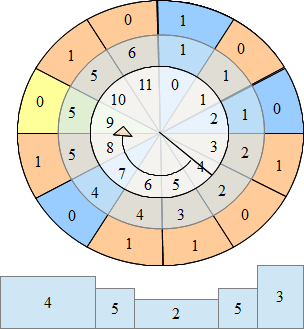 0 1
1 6 1 0
5 11 0 1
0 10 1
5 9 2 1 0
1 5 8 3 2 1
7 4
4 6 5 2
0 4 3 0
1 1
4 5 2 5 3